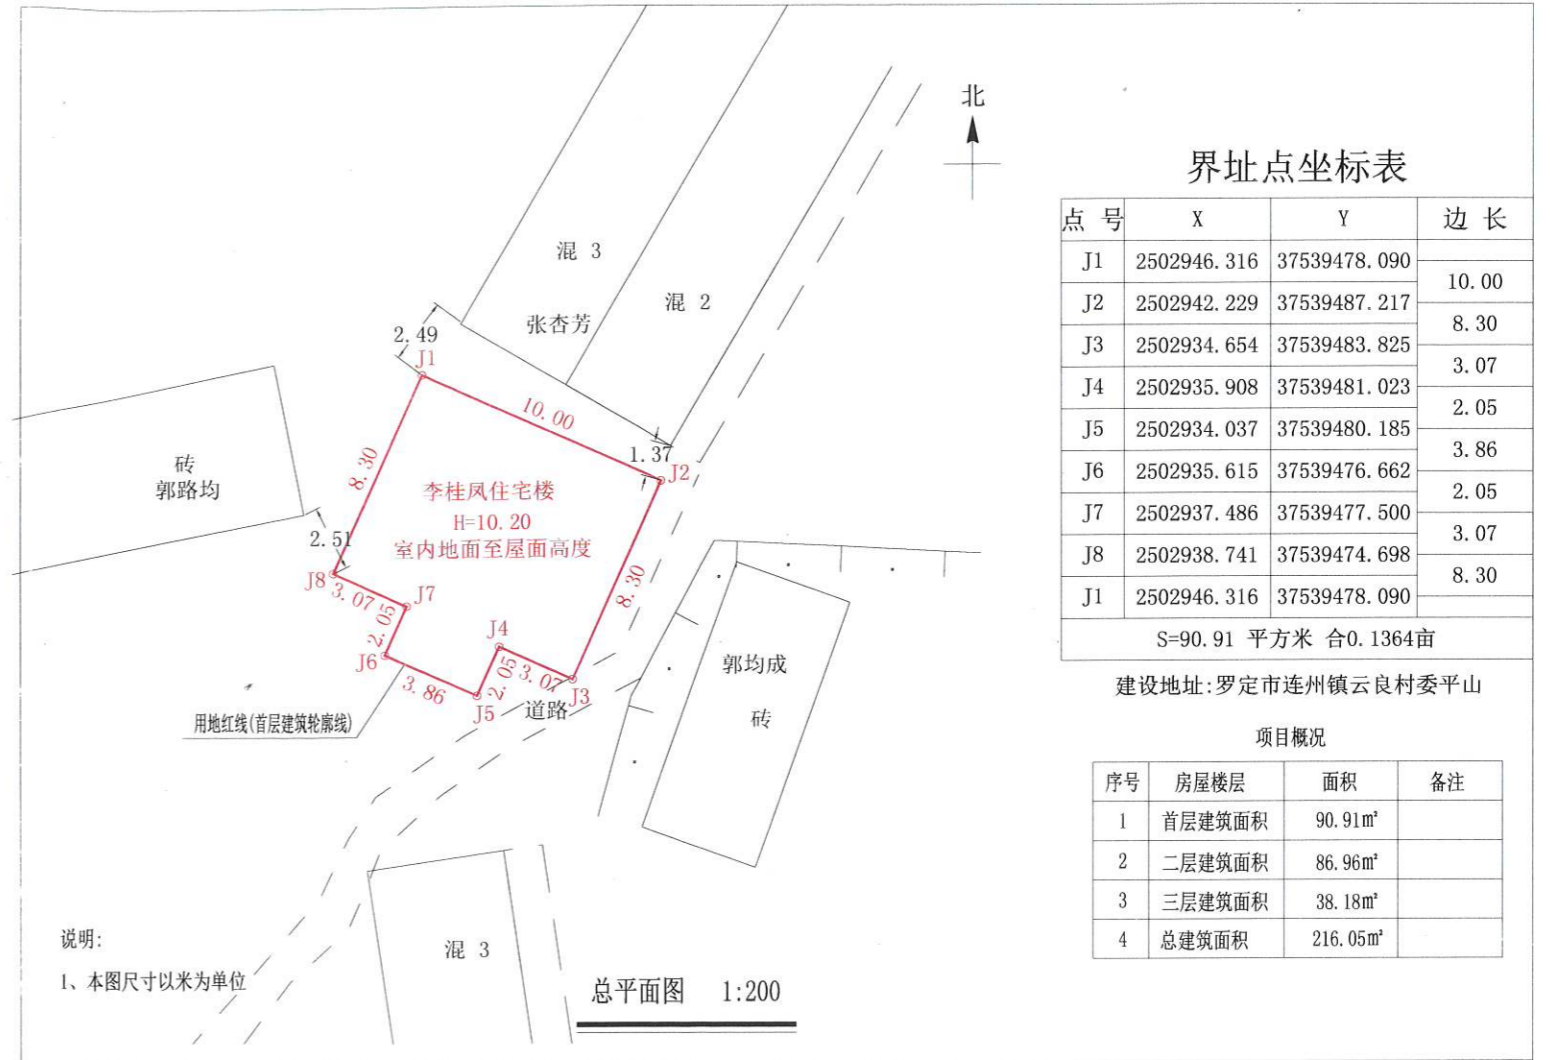 北
混 3
混 2
张杏芳
2.49
J1
10.00
1.37
J2
8.30
砖
郭路均
李桂凤住宅楼
H=10.20
室内地面至屋面高度
2.51
J8
3.07
J7
2.05
J6
3.86
J4
2.05
3.07
J5
J3
8.30
道路
用地红线(首层建筑轮廓线)
郭均成
砖
混 3
说明:
1、本图尺寸以米为单位
总平面图 1:200
界址点坐标表
点 号 X Y 边 长
J1 2502946.316 37539478.090
10.00
J2 2502942.229 37539487.217
8.30
J3 2502934.654 37539483.825
3.07
J4 2502935.908 37539481.023
2.05
J5 2502934.037 37539480.185
3.86
J6 2502935.615 37539476.662
2.05
J7 2502937.486 37539477.500
3.07
J8 2502938.741 37539474.698
8.30
J1 2502946.316 37539478.090
S=90.91 平方米 合0.1364亩
建设地址:罗定市连州镇云良村委平山
项目概况
序号 房屋楼层 面积 备注
1 首层建筑面积 90.91m²
2 二层建筑面积 86.96m²
3 三层建筑面积 38.18m²
4 总建筑面积 216.05m²